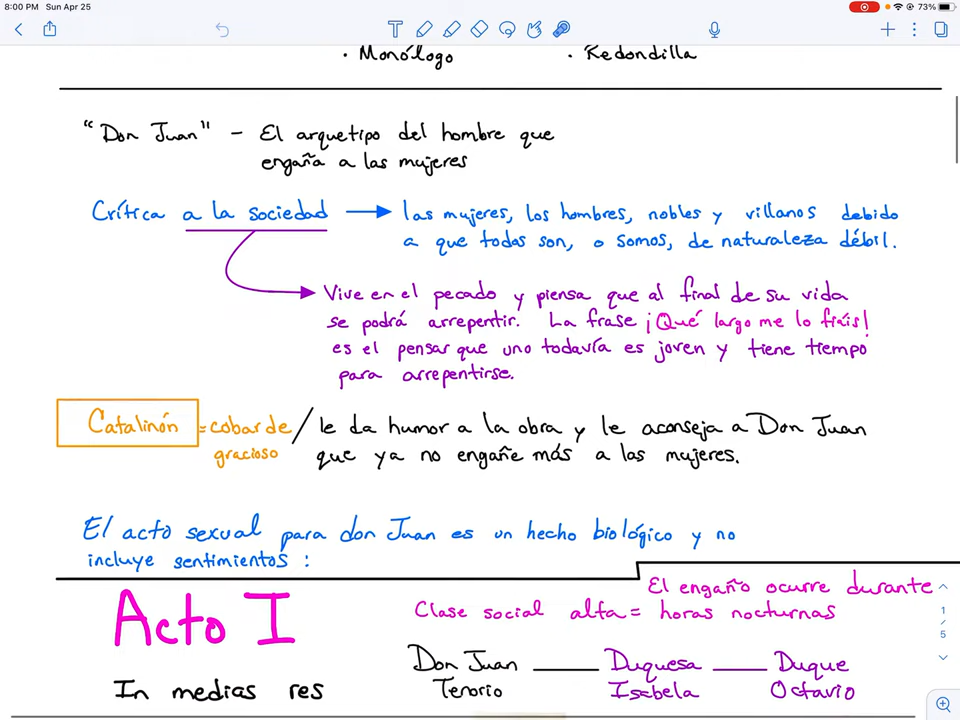 8:00 PM Sun Apr 25
73%
· Monólogo · Redondilla
"Don Juan" - El arquetipo del hombre que
engaña a las mujeres
Crítica a la sociedad → las mujeres, los hombres, nobles y villanos debido
a que todos son, o somos, de naturaleza débil.
Vive en el pecado y piensa que al final de su vida
se podrá arrepentir. La frase ¡Qué largo me lo fiáis!
es el pensar que uno todavía es joven y tiene tiempo
para arrepentirse.
Catalinón = cobarde / le da humor a la obra y le aconseja a Don Juan
gracioso que ya no engañe más a las mujeres.
El acto sexual para don Juan es un hecho biológico y no
incluye sentimientos :
El engaño ocurre durante
Acto I Clase social alta = horas nocturnas
Don Juan Duquesa Duque
In medias res Tenorio Isabela Octavio
1
/
5